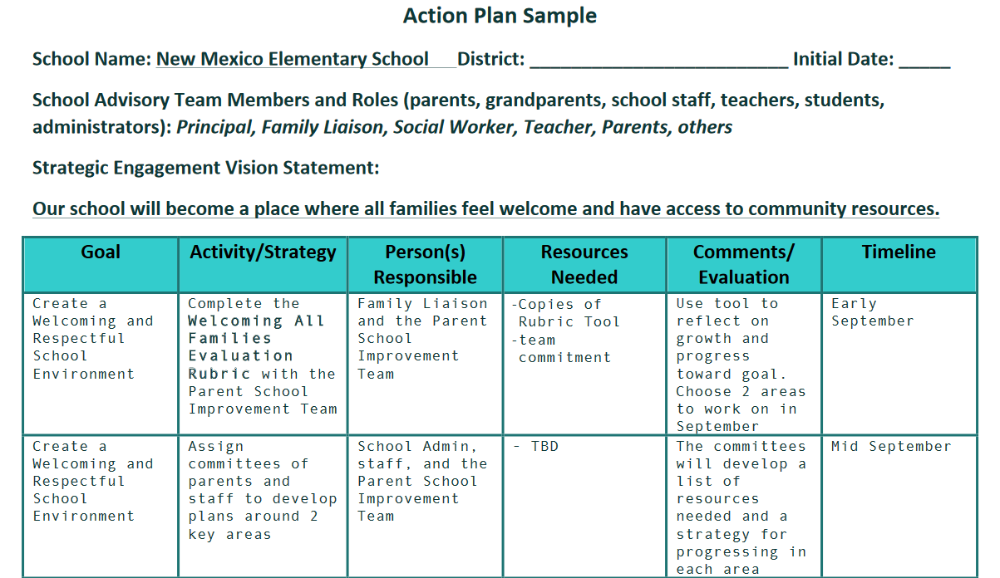 Action Plan Sample
School Name: New Mexico Elementary School District: _________________________ Initial Date: _____
School Advisory Team Members and Roles (parents, grandparents, school staff, teachers, students,
administrators): Principal, Family Liaison, Social Worker, Teacher, Parents, others
Strategic Engagement Vision Statement:
Our school will become a place where all families feel welcome and have access to community resources.
Goal
Activity/Strategy
Person(s)
Responsible
Resources
Needed
Comments/
Evaluation
Timeline
Create a
Welcoming and
Respectful
School
Environment
Complete the
Welcoming All
Families
Evaluation
Rubric with the
Parent School
Improvement Team
Family Liaison
and the Parent
School
Improvement
Team
-Copies of
Rubric Tool
-team
commitment
Use tool to
reflect on
growth and
progress
toward goal.
Choose 2 areas
to work on in
September
Early
September
Create a
Welcoming and
Respectful
School
Environment
Assign
committees of
parents and
staff to develop
plans around 2
key areas
School Admin,
staff, and the
Parent School
Improvement
Team
- TBD
The committees
will develop a
list of
resources
needed and a
strategy for
progressing in
each area
Mid September